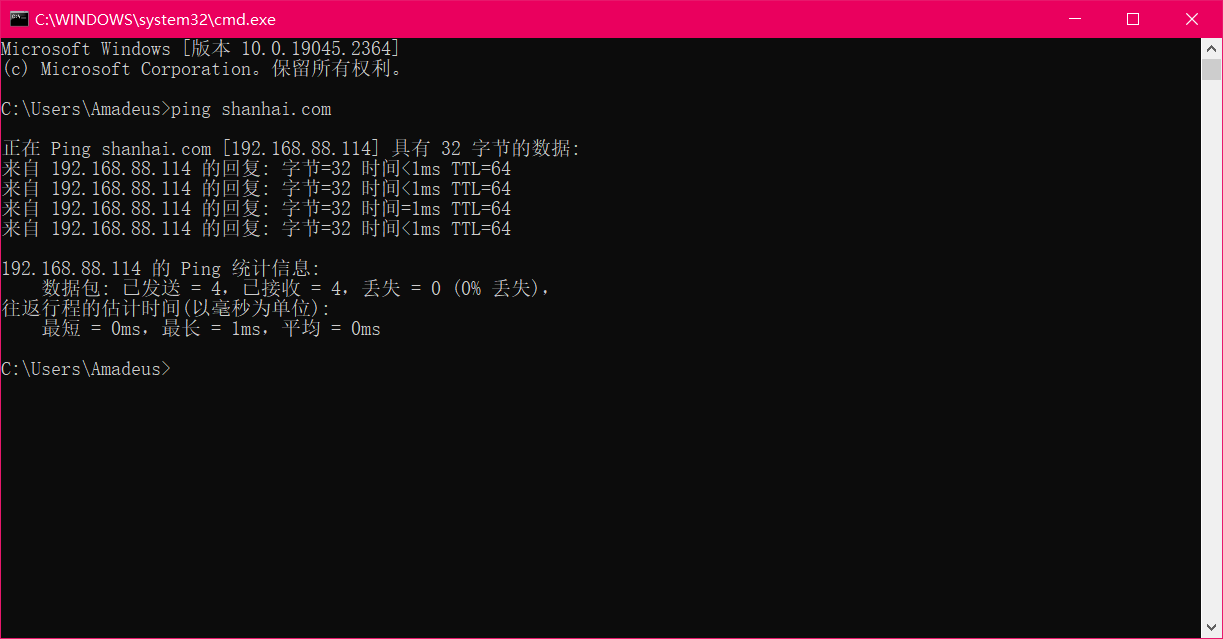 C:\WINDOWS\system32\cmd.exe
Microsoft Windows [版本 10.0.19045.2364]
(c) Microsoft Corporation。保留所有权利。
C:\Users\Amadeus>ping shanhai.com
正在 Ping shanhai.com [192.168.88.114] 具有 32 字节的数据:
来自 192.168.88.114 的回复: 字节=32 时间<1ms TTL=64
来自 192.168.88.114 的回复: 字节=32 时间<1ms TTL=64
来自 192.168.88.114 的回复: 字节=32 时间=1ms TTL=64
来自 192.168.88.114 的回复: 字节=32 时间<1ms TTL=64
192.168.88.114 的 Ping 统计信息:
数据包: 已发送 = 4，已接收 = 4，丢失 = 0 (0% 丢失)，
往返行程的估计时间(以毫秒为单位):
最短 = 0ms，最长 = 1ms，平均 = 0ms
C:\Users\Amadeus>